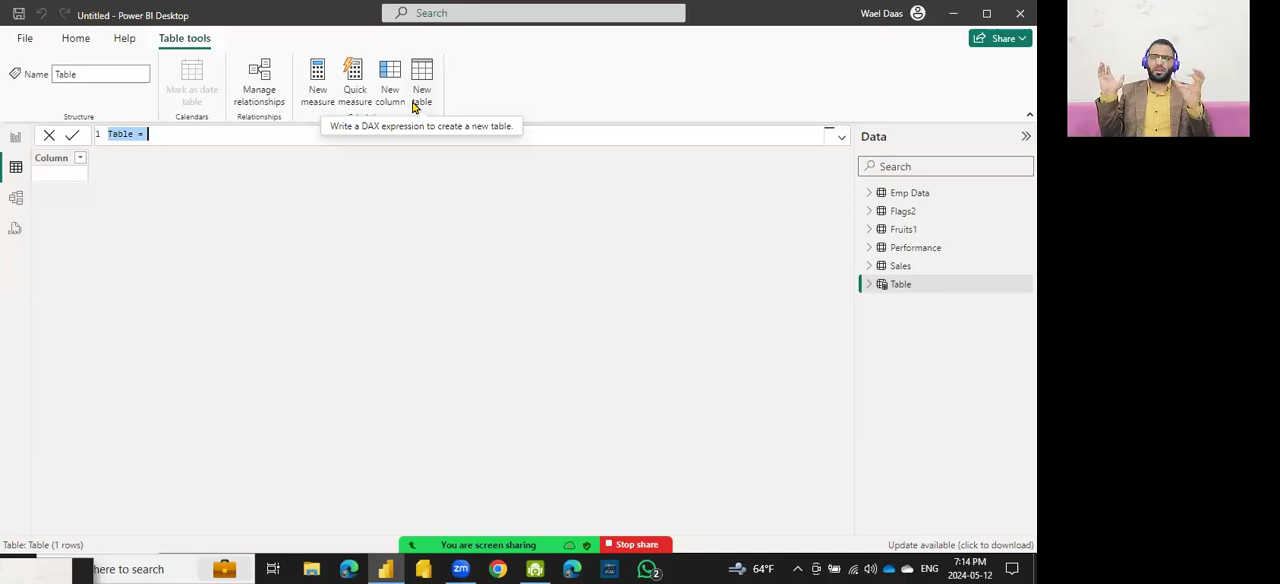 Untitled - Power BI Desktop
Search
Wael Daas
File
Home
Help
Table tools
Share
Name
Table
Mark as date
table
Manage
relationships
New
measure
Quick
measure
New
column
New
table
Structure
Calendars
Relationships
Write a DAX expression to create a new table.
1
Table =
Column
Data
Search
Emp Data
Flags2
Fruits1
Performance
Sales
Table
Table: Table (1 rows)
You are screen sharing
Stop share
Update available (click to download)
here to search
2
64°F
ENG
7:14 PM
2024-05-12